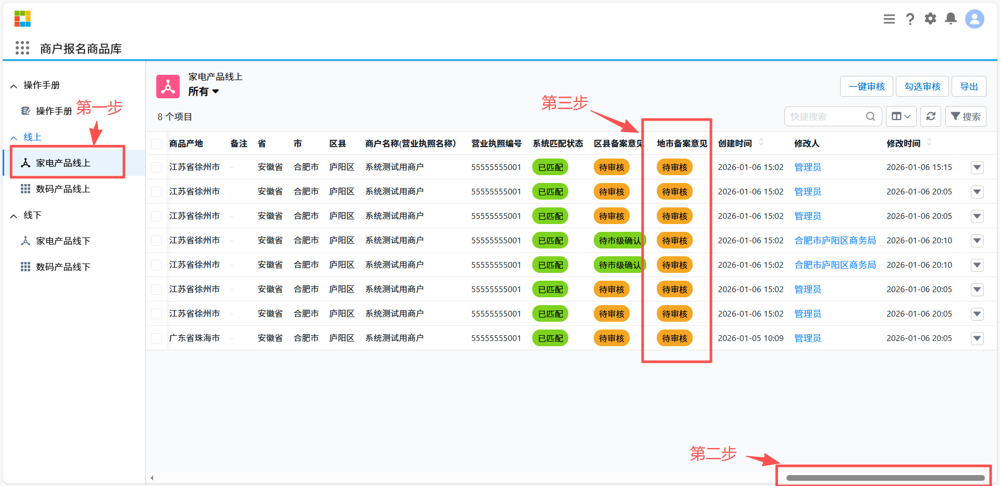 商户报名商品库
操作手册
操作手册
第一步
线上
家电产品线上
数码产品线上
线下
家电产品线下
数码产品线下
家电产品线上
所有
8 个项目
一键审核 勾选审核 导出
快捷搜索 搜索
第三步
商品产地 备注 省 市 区县 商户名称(营业执照名称) 营业执照编号 系统匹配状态 区县备案意见 地市备案意见 创建时间 修改人 修改时间
江苏省徐州市 - 安徽省 合肥市 庐阳区 系统测试用商户 55555555001 已匹配 待审核 待审核 2026-01-06 15:02 管理员 2026-01-06 15:15
江苏省徐州市 - 安徽省 合肥市 庐阳区 系统测试用商户 55555555001 已匹配 待审核 待审核 2026-01-06 15:02 管理员 2026-01-06 20:05
江苏省徐州市 - 安徽省 合肥市 庐阳区 系统测试用商户 55555555001 已匹配 待审核 待审核 2026-01-06 15:02 管理员 2026-01-06 20:05
江苏省徐州市 - 安徽省 合肥市 庐阳区 系统测试用商户 55555555001 已匹配 待市级确认 待审核 2026-01-06 15:02 合肥市庐阳区商务局 2026-01-06 20:10
江苏省徐州市 - 安徽省 合肥市 庐阳区 系统测试用商户 55555555001 已匹配 待市级确认 待审核 2026-01-06 15:02 合肥市庐阳区商务局 2026-01-06 20:10
江苏省徐州市 - 安徽省 合肥市 庐阳区 系统测试用商户 55555555001 已匹配 待审核 待审核 2026-01-06 15:02 管理员 2026-01-06 20:05
江苏省徐州市 - 安徽省 合肥市 庐阳区 系统测试用商户 55555555001 已匹配 待审核 待审核 2026-01-06 15:02 管理员 2026-01-06 20:05
广东省珠海市 - 安徽省 合肥市 庐阳区 系统测试用商户 55555555001 已匹配 待审核 待审核 2026-01-05 10:09 管理员 2026-01-06 20:05
第二步